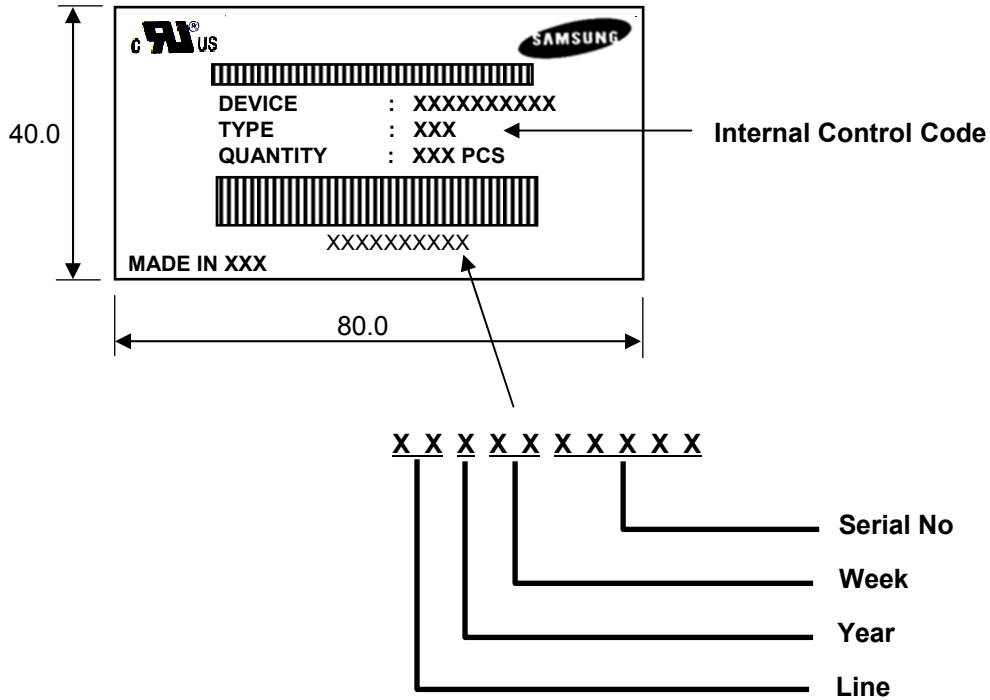 c RU® US
SAMSUNG
DEVICE : XXXXXXXXXX
TYPE : XXX
QUANTITY : XXX PCS
XXXXXXXXXX
MADE IN XXX
40.0
80.0
Internal Control Code
X X X X X X X X X X
Serial No
Week
Year
Line